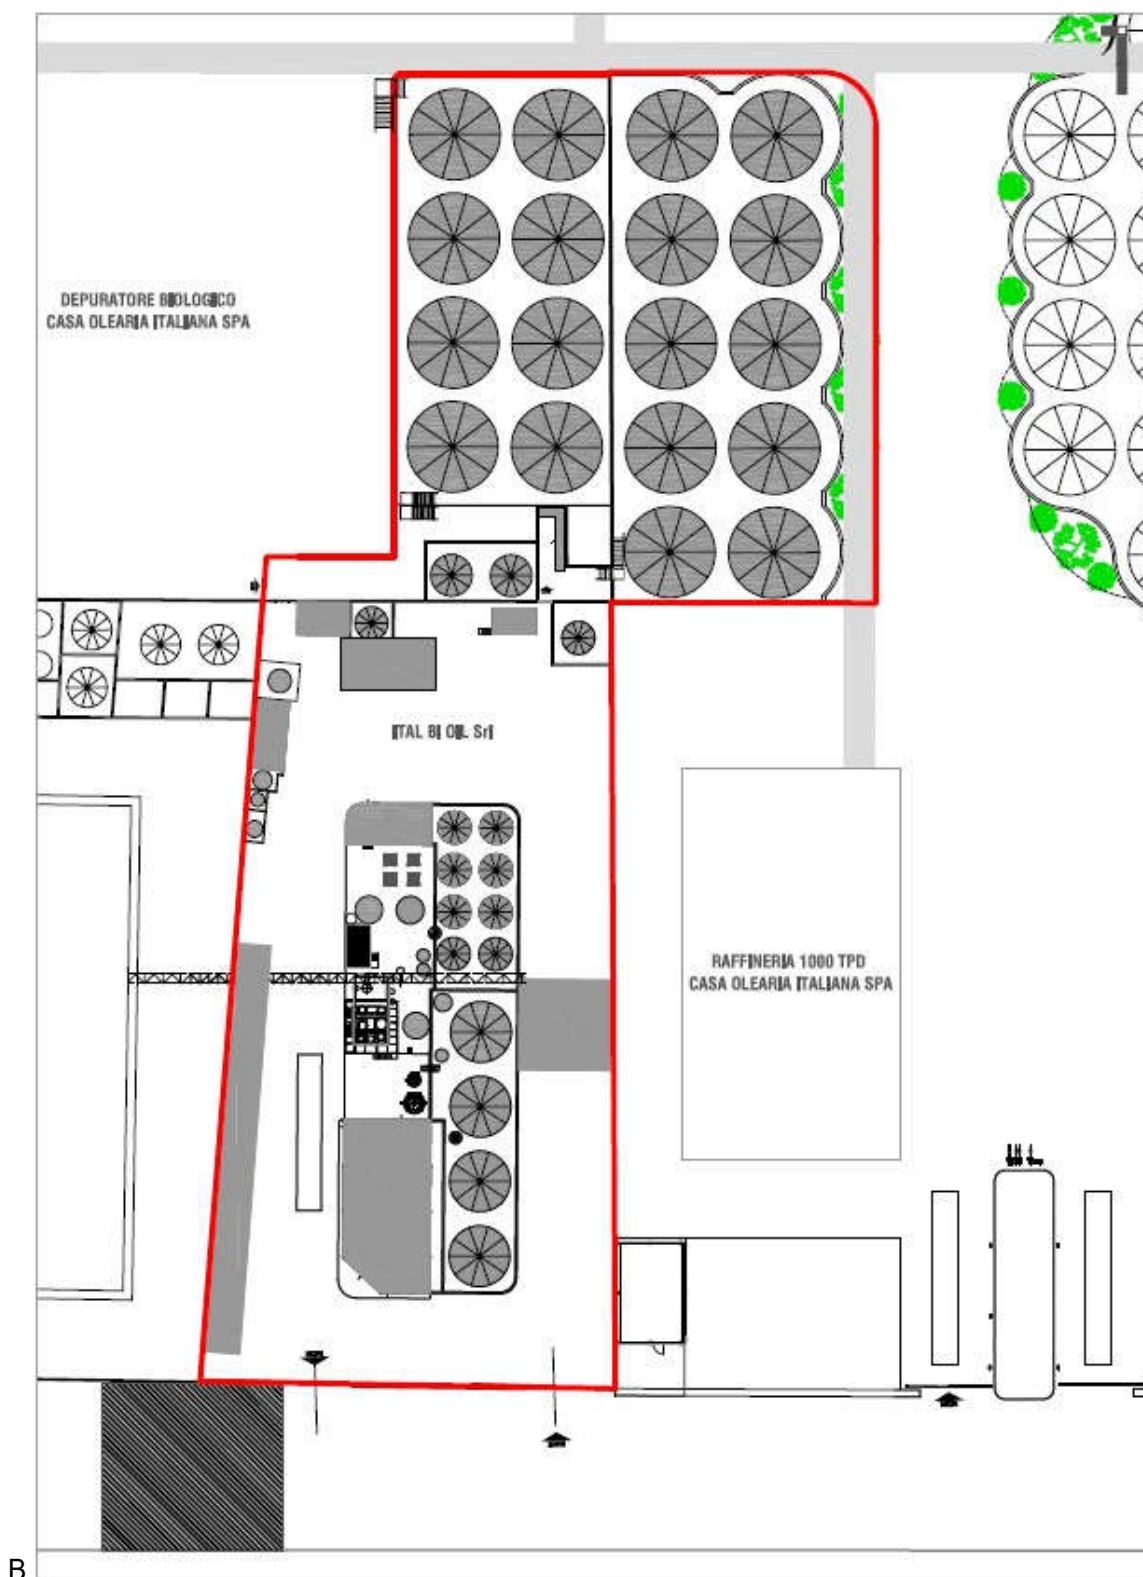 DEPURATORE BIOLOGICO
CASA OLEARIA ITALIANA SPA
ITAL BI OIL Srl
RAFFINERIA 1000 TPD
CASA OLEARIA ITALIANA SPA
B